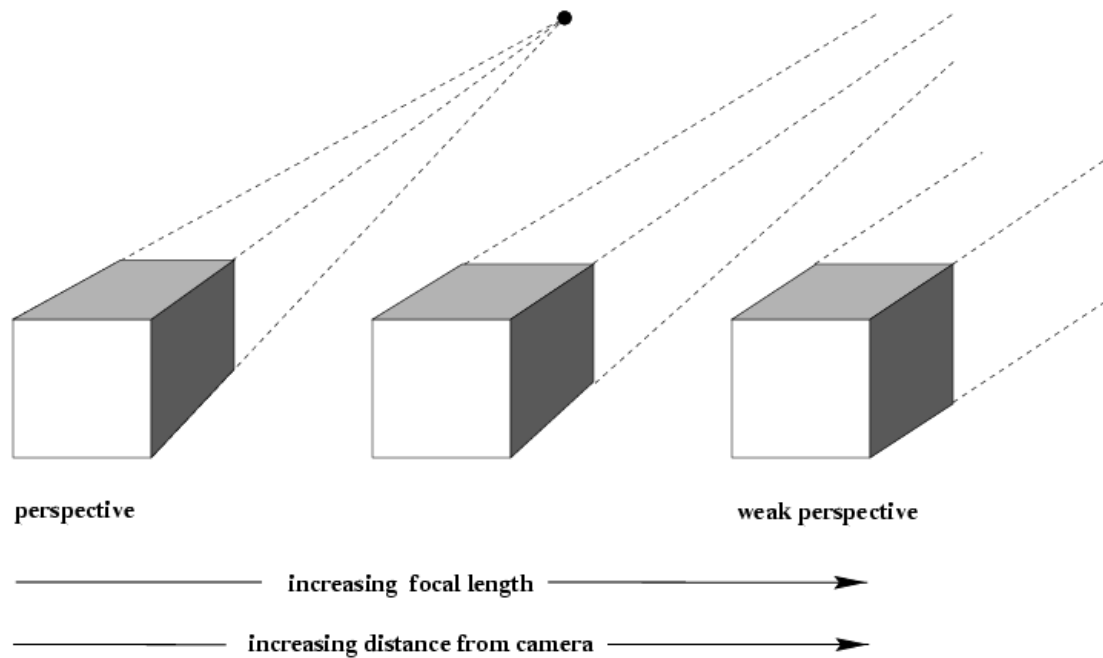 perspective
weak perspective
increasing focal length
increasing distance from camera